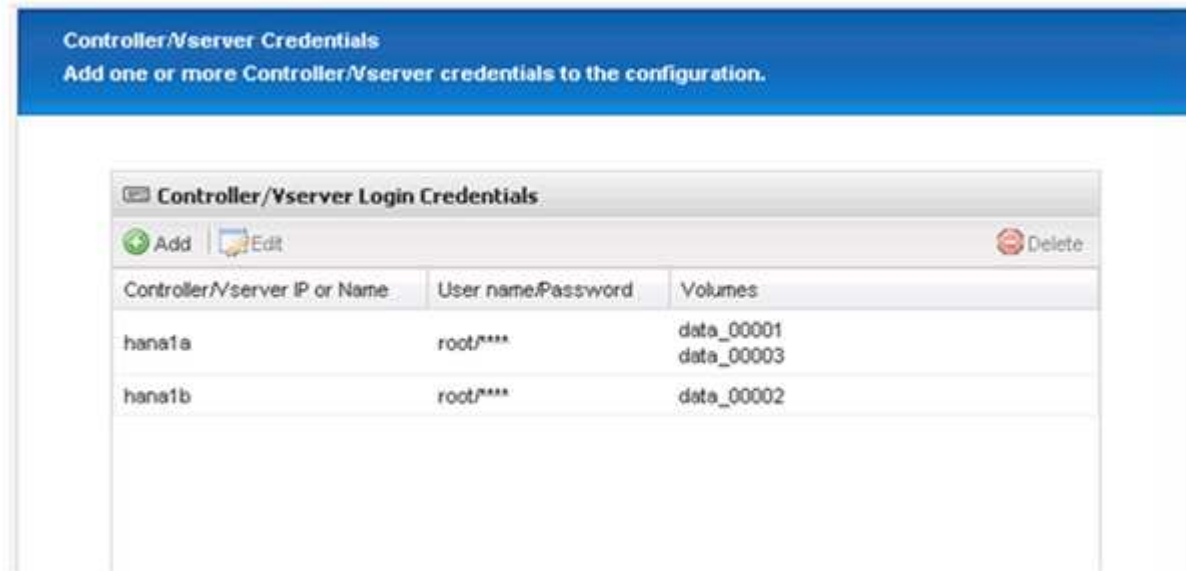 Controller/Vserver Credentials
Add one or more Controller/Vserver credentials to the configuration.
Controller/Vserver Login Credentials
Add Edit Delete
Controller/Vserver IP or Name User name/Password Volumes
hana1a root/**** data_00001
data_00003
hana1b root/**** data_00002